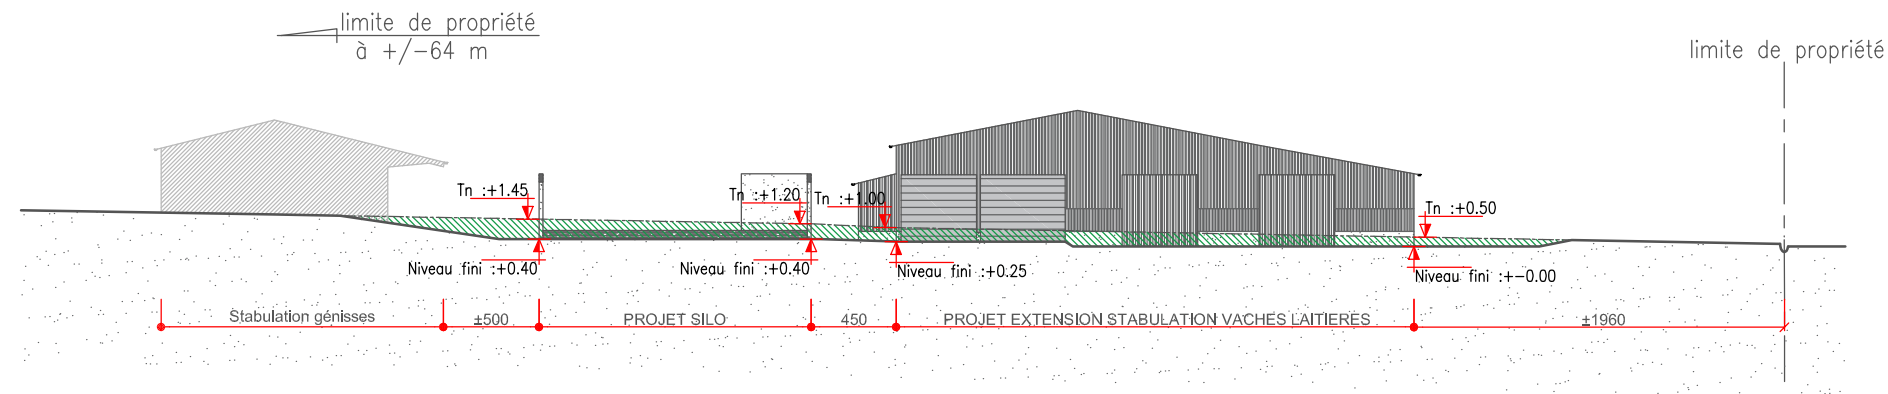 limite de propriété
à +/-64 m
limite de propriété
Tn :+1.45
Tn :+1.20
Tn :+1.00
Tn :+0.50
Niveau fini :+0.40
Niveau fini :+0.40
Niveau fini :+0.25
Niveau fini :+-0.00
Stabulation génisses
±500
PROJET SILO
450
PROJET EXTENSION STABULATION VACHES LAITIERES
±1960